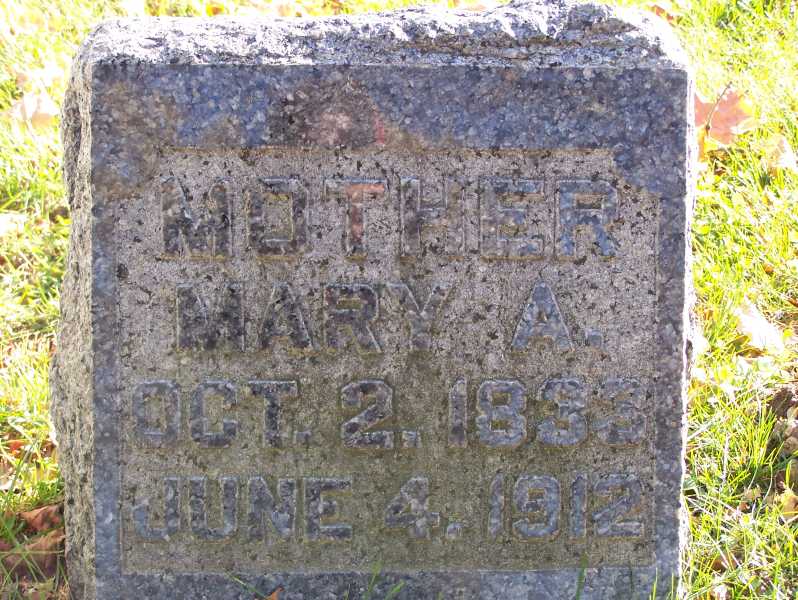 MOTHER
MARY A.
OCT. 2. 1833
JUNE 4. 1912